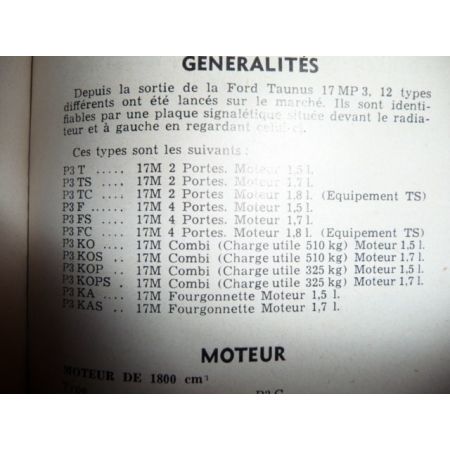 GÉNÉRALITÉS
Depuis la sortie de la Ford Taunus 17 MP 3, 12 types
différents ont été lancés sur le marché. Ils sont identi-
fiables par une plaque signalétique située devant le radia-
teur et à gauche en regardant celui-ci.
Ces types sont les suivants :
P3 T ..... 17M 2 Portes. Moteur 1,5 l.
P3 TS .... 17M 2 Portes. Moteur 1,7 l.
P3 TC .... 17M 2 Portes Moteur 1,8 l. (Equipement TS)
P3 F ..... 17M 4 Portes. Moteur 1,5 l.
P3 FS .... 17M 4 Portes. Moteur 1,7 l.
P3 FC .... 17M 4 Portes. Moteur 1,8 l. (Equipement TS)
P3 KO .... 17M Combi (Charge utile 510 kg) Moteur 1,5 l.
P3 KOS .. 17M Combi (Charge utile 510 kg) Moteur 1,7 l.
P3 KOP .. 17M Combi (Charge utile 325 kg) Moteur 1,5 l.
P3 KOPS . 17M Combi (Charge utile 325 kg) Moteur 1,7 l.
P3 KA .... 17M Fourgonnette Moteur 1,5 l.
P3 KAS .. 17M Fourgonnette Moteur 1,7 l.
MOTEUR
MOTEUR DE 1800 cm³
Type